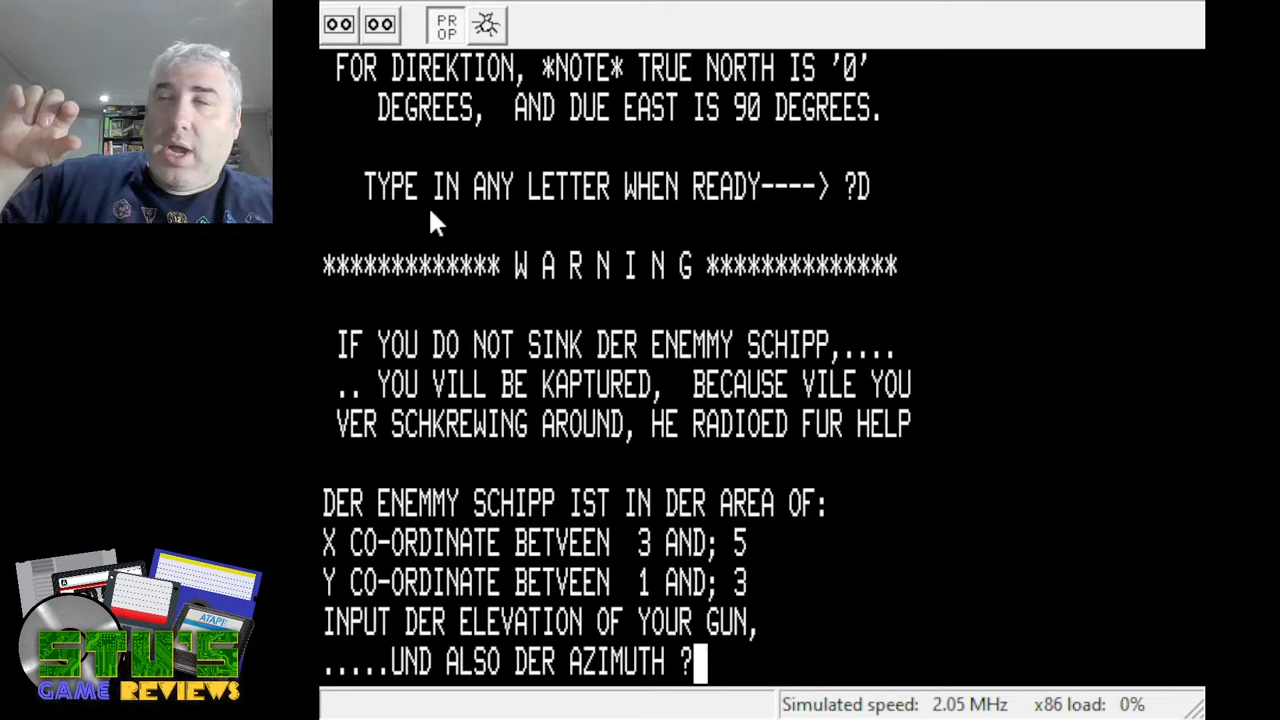 PR
OP
FOR DIREKTION, *NOTE* TRUE NORTH IS '0'
DEGREES, AND DUE EAST IS 90 DEGREES.
TYPE IN ANY LETTER WHEN READY----> ?D
************* W A R N I N G **************
IF YOU DO NOT SINK DER ENEMMY SCHIPP,....
.. YOU VILL BE KAPTURED, BECAUSE VILE YOU
VER SCHKREWING AROUND, HE RADIOED FUR HELP
DER ENEMMY SCHIPP IST IN DER AREA OF:
X CO-ORDINATE BETVEEN 3 AND; 5
Y CO-ORDINATE BETVEEN 1 AND; 3
INPUT DER ELEVATION OF YOUR GUN,
.....UND ALSO DER AZIMUTH ?
ATARI
STU'S
GAME REVIEWS
Simulated speed: 2.05 MHz x86 load: 0%